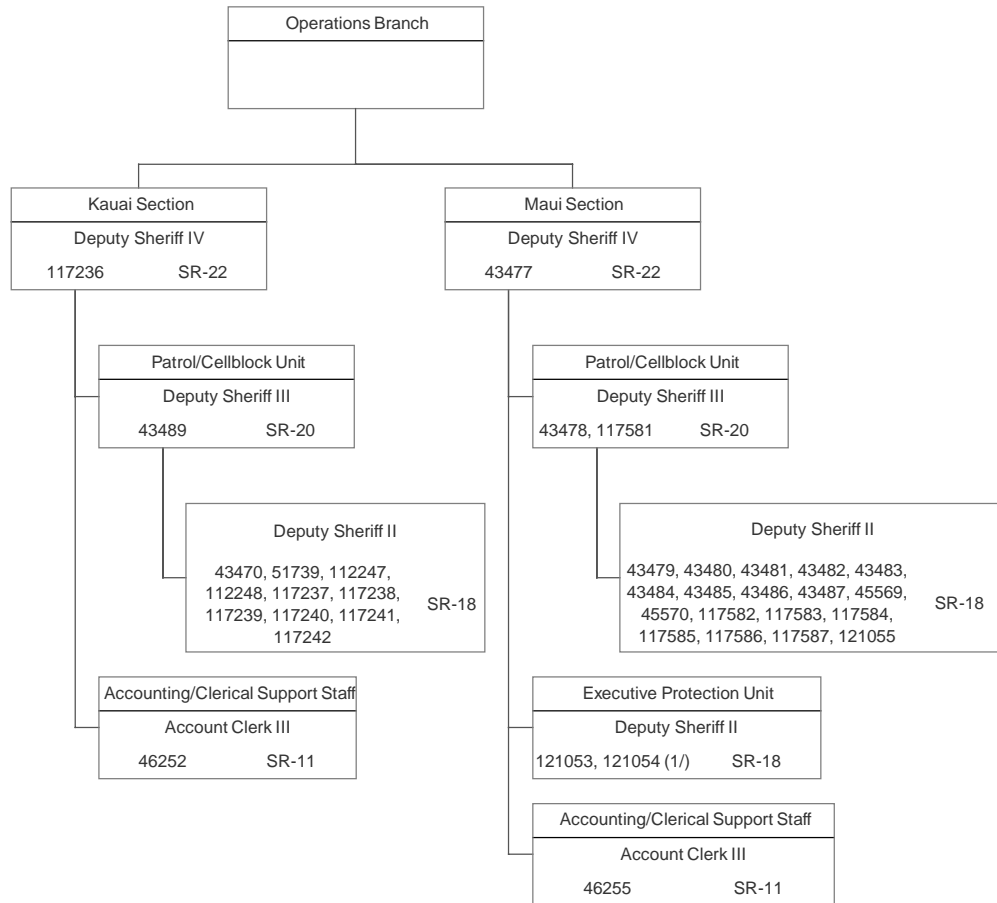 Operations Branch
Kauai Section
Deputy Sheriff IV
117236 SR-22
Patrol/Cellblock Unit
Deputy Sheriff III
43489 SR-20
Deputy Sheriff II
43470, 51739, 112247,
112248, 117237, 117238,
117239, 117240, 117241,
117242
SR-18
Accounting/Clerical Support Staff
Account Clerk III
46252 SR-11
Maui Section
Deputy Sheriff IV
43477 SR-22
Patrol/Cellblock Unit
Deputy Sheriff III
43478, 117581 SR-20
Deputy Sheriff II
43479, 43480, 43481, 43482, 43483,
43484, 43485, 43486, 43487, 45569,
45570, 117582, 117583, 117584,
117585, 117586, 117587, 121055
SR-18
Executive Protection Unit
Deputy Sheriff II
121053, 121054 (1/) SR-18
Accounting/Clerical Support Staff
Account Clerk III
46255 SR-11